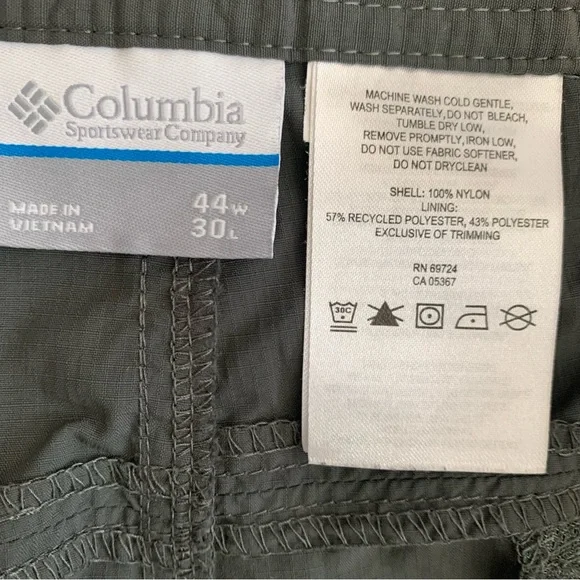 Columbia
Sportswear Company
MADE IN
VIETNAM
44W
30L
MACHINE WASH COLD GENTLE,
WASH SEPARATELY,DO NOT BLEACH,
TUMBLE DRY LOW,
REMOVE PROMPTLY, IRON LOW,
DO NOT USE FABRIC SOFTENER,
DO NOT DRYCLEAN
SHELL: 100% NYLON
LINING:
57% RECYCLED POLYESTER, 43% POLYESTER
EXCLUSIVE OF TRIMMING
RN 69724
CA 05367
30C